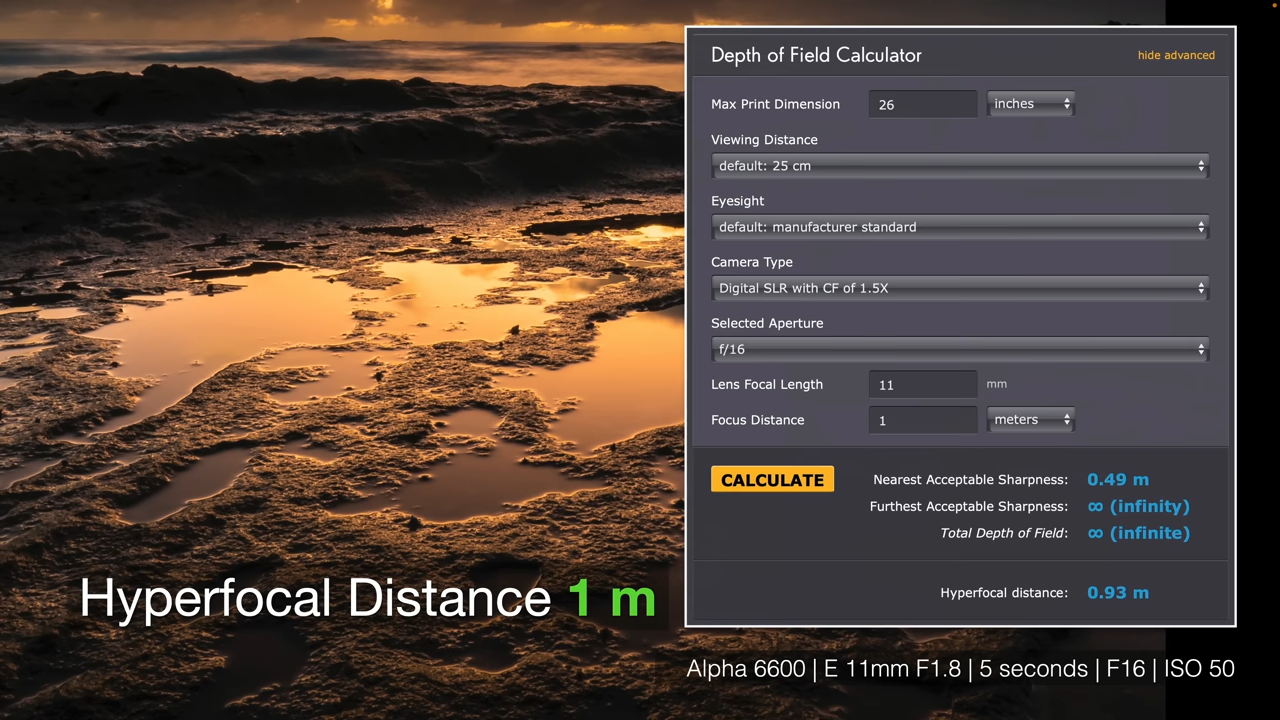 Depth of Field Calculator
hide advanced
Max Print Dimension 26 inches
Viewing Distance
default: 25 cm
Eyesight
default: manufacturer standard
Camera Type
Digital SLR with CF of 1.5X
Selected Aperture
f/16
Lens Focal Length 11 mm
Focus Distance 1 meters
CALCULATE
Nearest Acceptable Sharpness: 0.49 m
Furthest Acceptable Sharpness: ∞ (infinity)
Total Depth of Field: ∞ (infinite)
Hyperfocal distance: 0.93 m
Hyperfocal Distance 1 m
Alpha 6600 | E 11mm F1.8 | 5 seconds | F16 | ISO 50